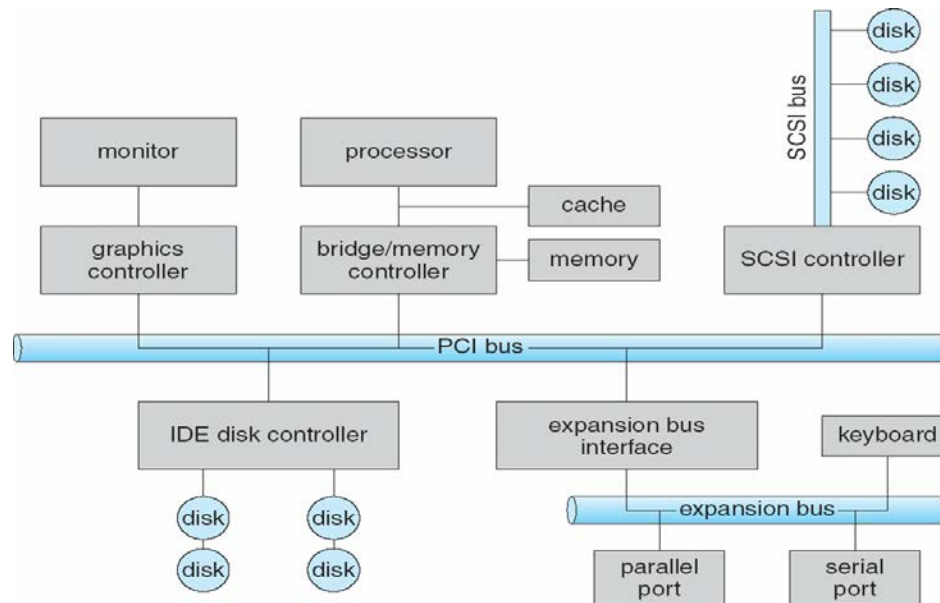 disk
disk
SCSI bus
disk
disk
monitor
processor
cache
graphics
controller
bridge/memory
controller
memory
SCSI controller
PCI bus
IDE disk controller
expansion bus
interface
keyboard
disk
disk
expansion bus
disk
disk
parallel
port
serial
port